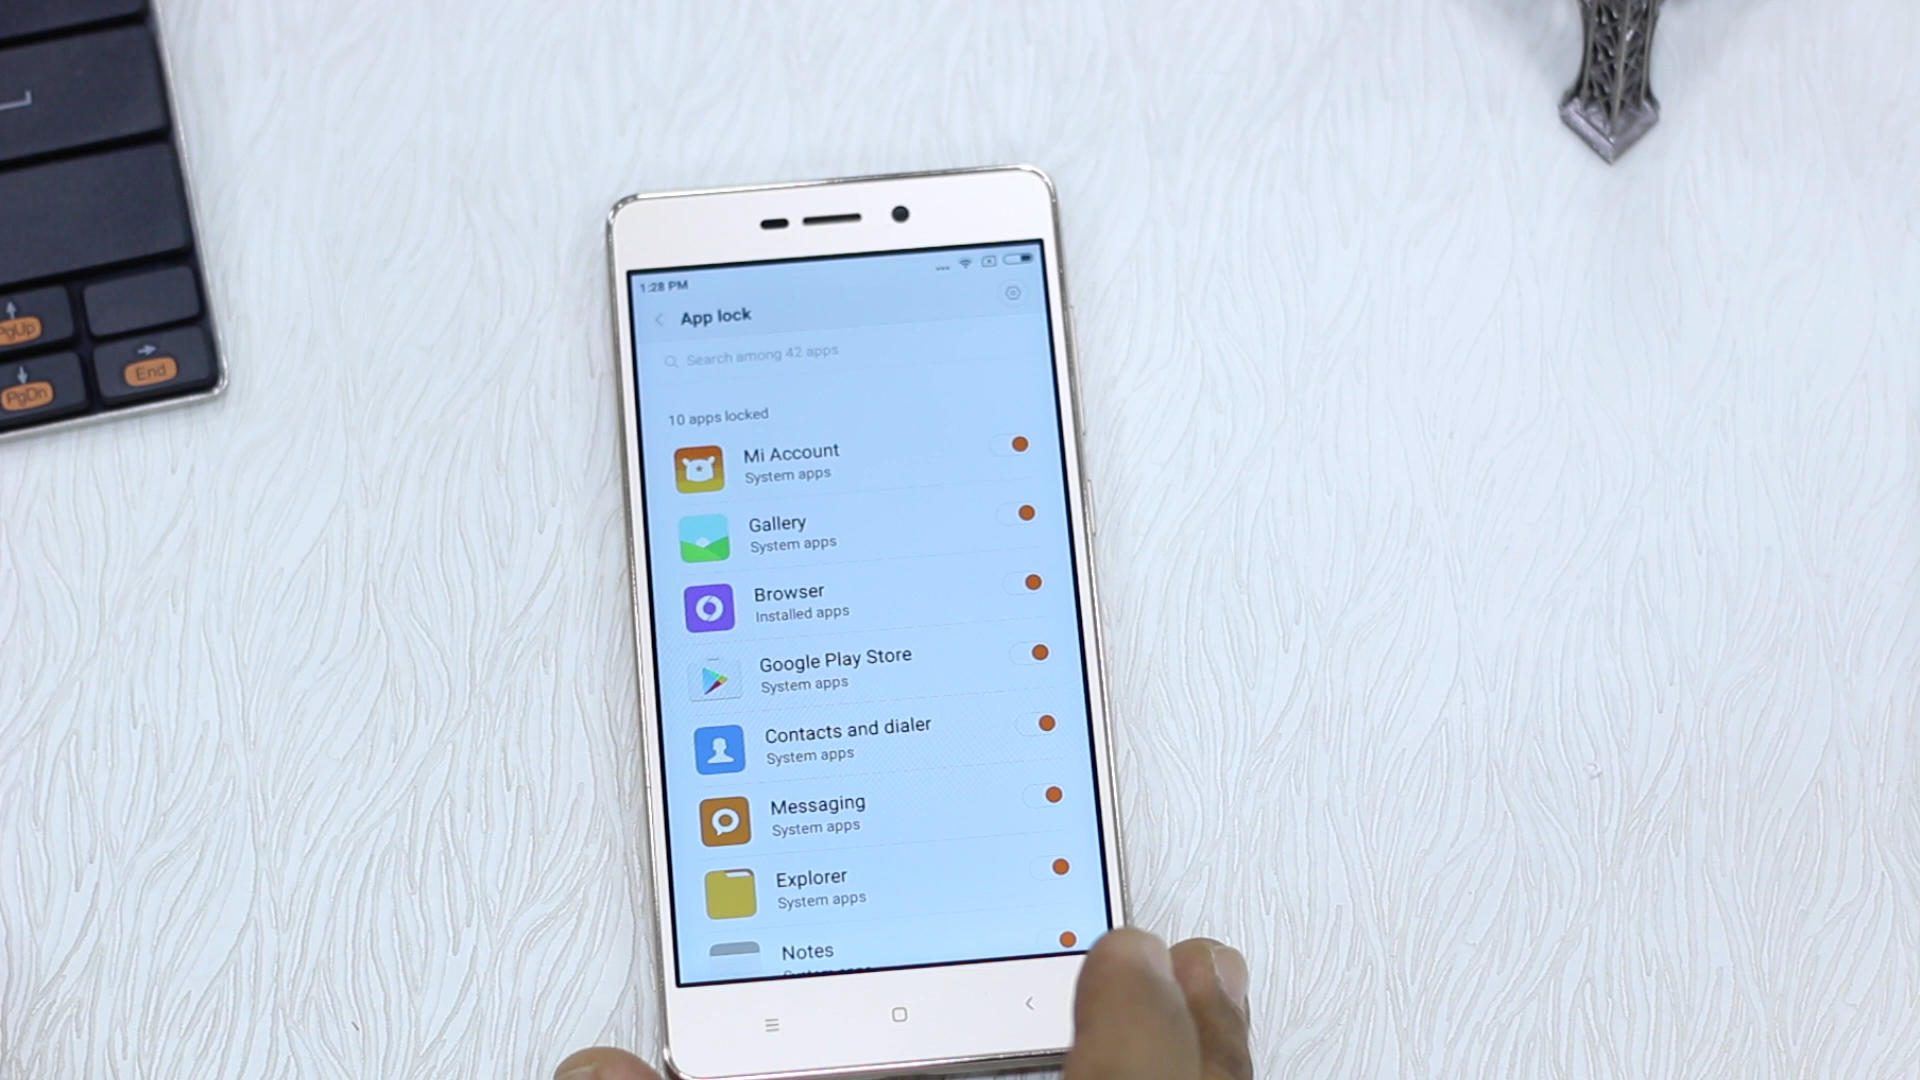 PgUp
PgDn
End
1:28 PM
App lock
Search among 42 apps
10 apps locked
Mi Account
System apps
Gallery
System apps
Browser
Installed apps
Google Play Store
System apps
Contacts and dialer
System apps
Messaging
System apps
Explorer
System apps
Notes